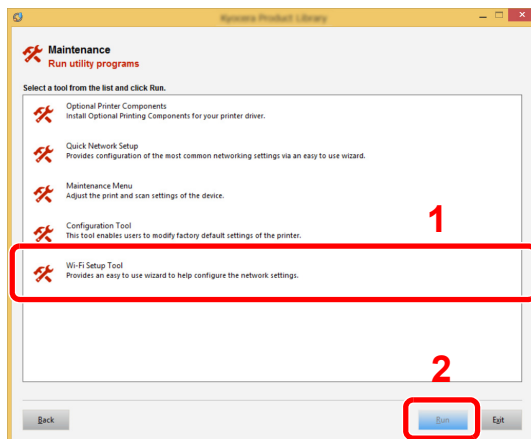 Kyocera Product Library
Maintenance
Run utility programs
Select a tool from the list and click Run.
Optional Printer Components
Install Optional Printing Components for your printer driver.
Quick Network Setup
Provides configuration of the most common networking settings via an easy to use wizard.
Maintenance Menu
Adjust the print and scan settings of the device.
1
Configuration Tool
This tool enables users to modify factory default settings of the printer.
Wi-Fi Setup Tool
Provides an easy to use wizard to help configure the network settings.
2
Back
Run
Exit